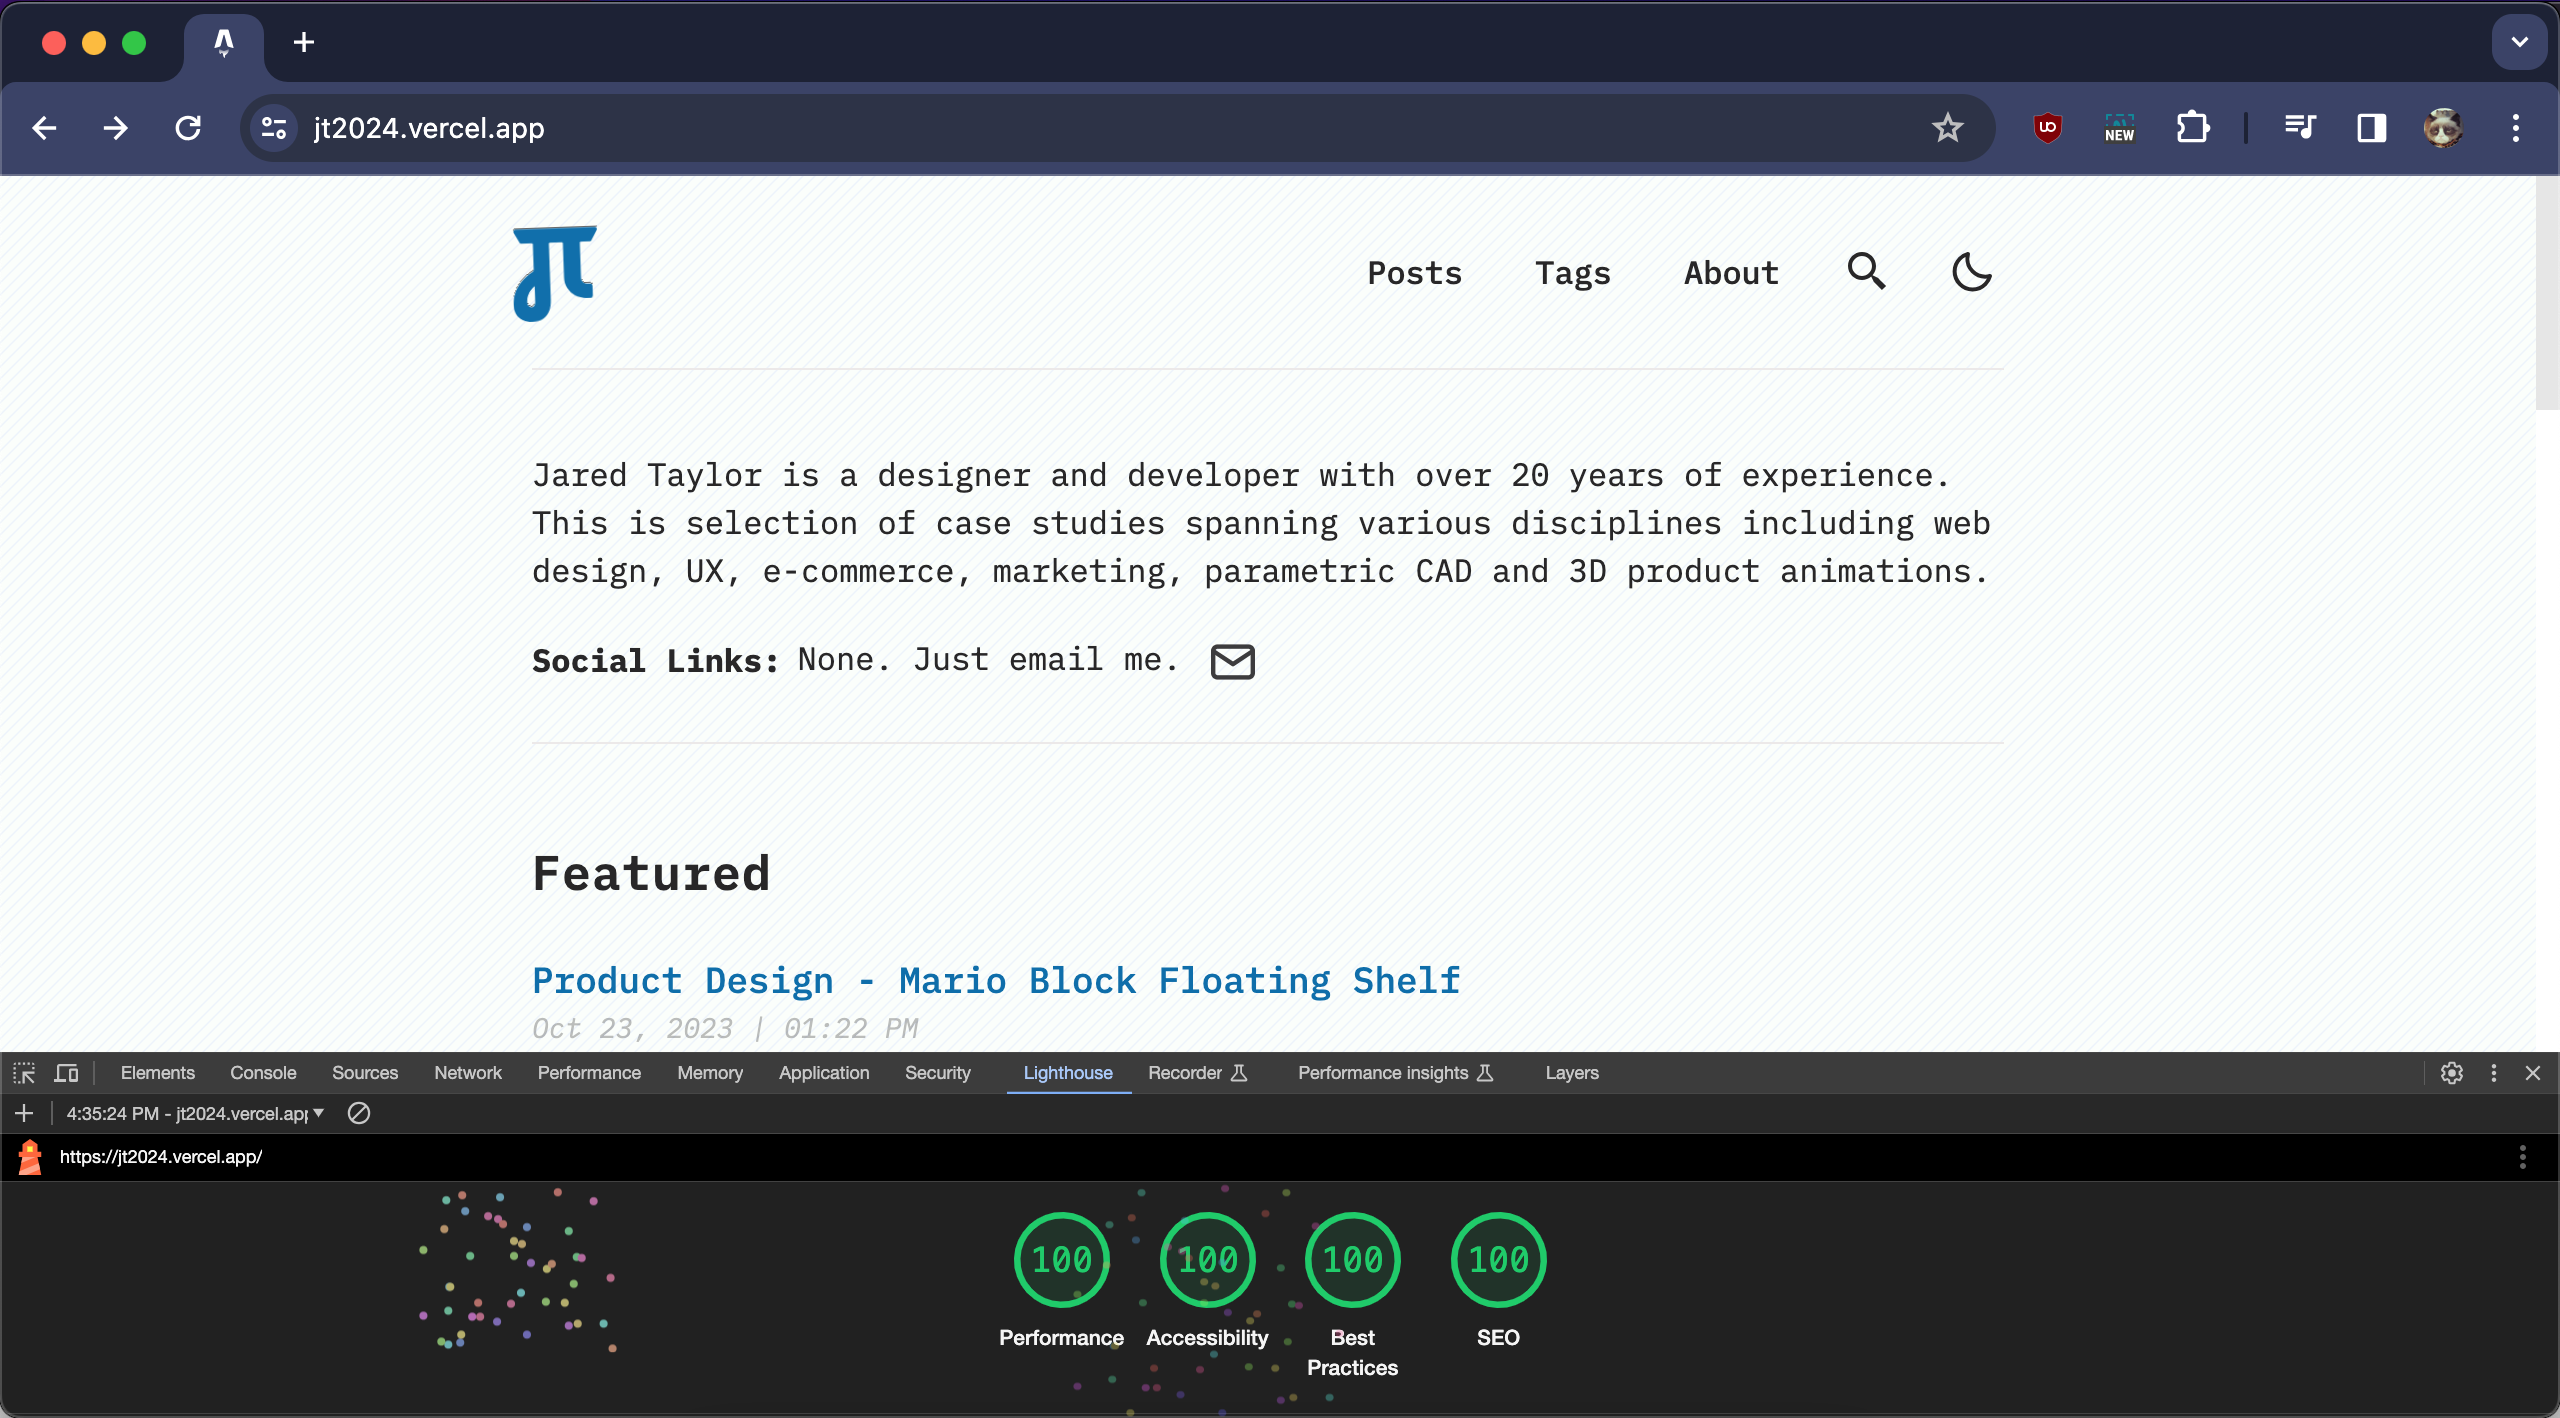 jt2024.vercel.app
NEW
Posts Tags About
Jared Taylor is a designer and developer with over 20 years of experience.
This is selection of case studies spanning various disciplines including web
design, UX, e-commerce, marketing, parametric CAD and 3D product animations.
Social Links: None. Just email me.
Featured
Product Design - Mario Block Floating Shelf
Oct 23, 2023 | 01:22 PM
Elements Console Sources Network Performance Memory Application Security Lighthouse Recorder Performance insights Layers
4:35:24 PM - jt2024.vercel.app
https://jt2024.vercel.app/
100 100 100 100
Performance Accessibility Best Practices SEO